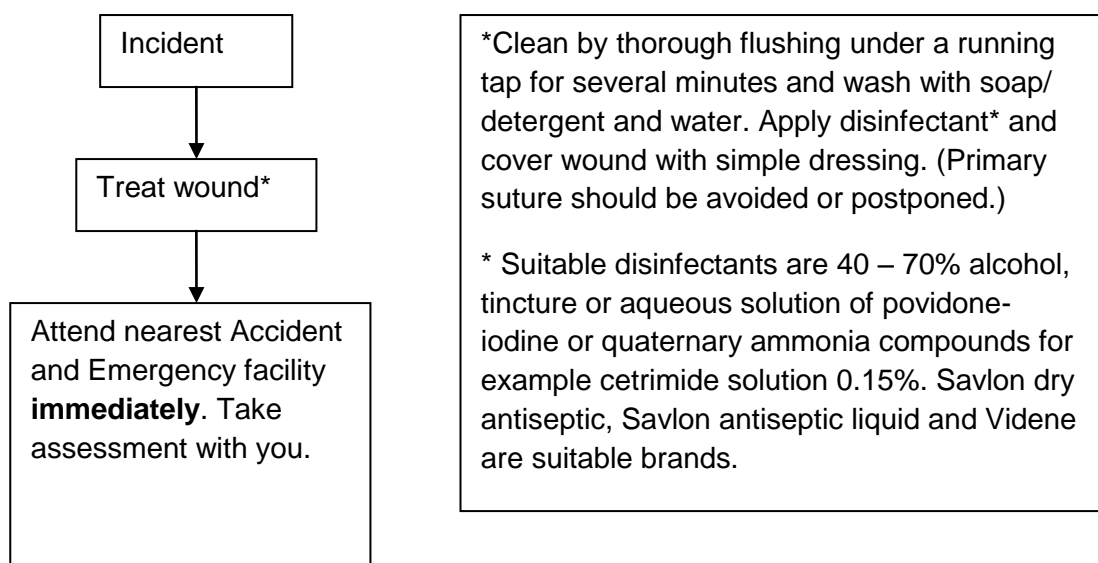 Incident
Treat wound*
Attend nearest Accident
and Emergency facility
immediately. Take
assessment with you.
*Clean by thorough flushing under a running
tap for several minutes and wash with soap/
detergent and water. Apply disinfectant* and
cover wound with simple dressing. (Primary
suture should be avoided or postponed.)
* Suitable disinfectants are 40 – 70% alcohol,
tincture or aqueous solution of povidone-
iodine or quaternary ammonia compounds for
example cetrimide solution 0.15%. Savlon dry
antiseptic, Savlon antiseptic liquid and Videne
are suitable brands.